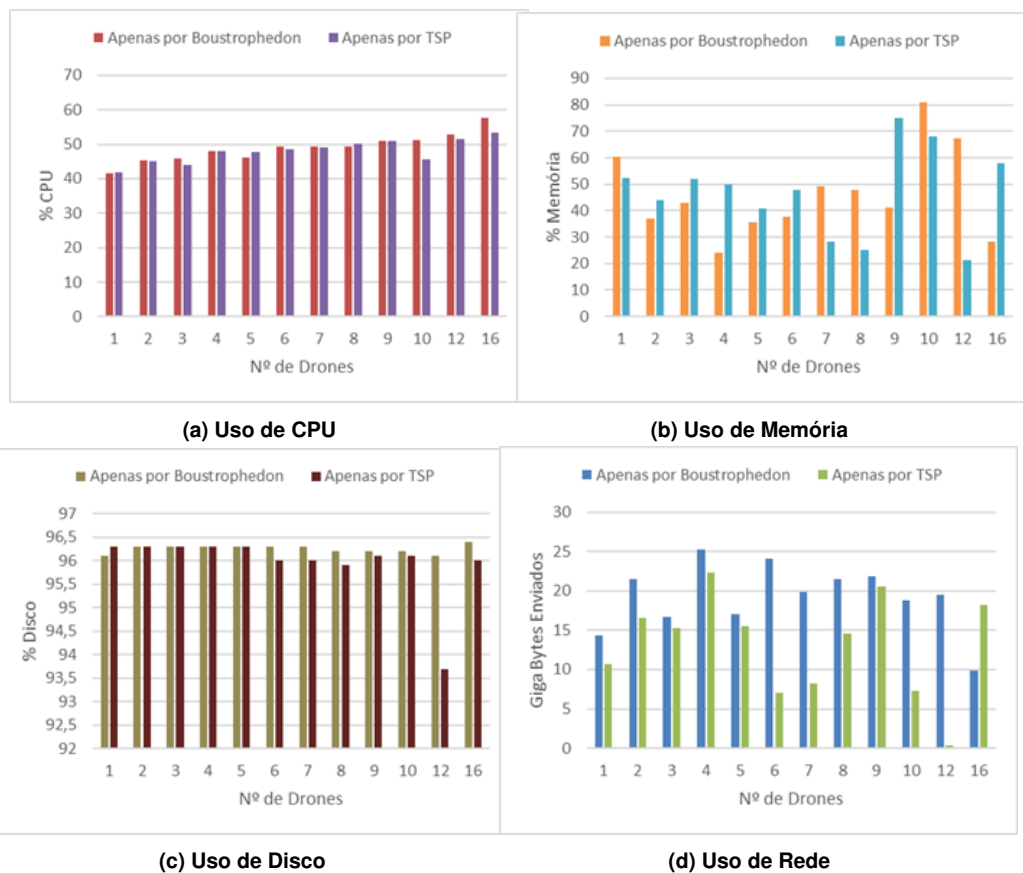 Apenas por Boustrophedon Apenas por TSP
70
60
50
40
30
20
10
0
% CPU
1 2 3 4 5 6 7 8 9 10 12 16
Nº de Drones
(a) Uso de CPU
Apenas por Boustrophedon Apenas por TSP
90
80
70
60
50
40
30
20
10
0
% Memória
1 2 3 4 5 6 7 8 9 10 12 16
Nº de Drones
(b) Uso de Memória
Apenas por Boustrophedon Apenas por TSP
97
96,5
96
95,5
95
94,5
94
93,5
93
92,5
92
% Disco
1 2 3 4 5 6 7 8 9 10 12 16
Nº de Drones
(c) Uso de Disco
Apenas por Boustrophedon Apenas por TSP
30
25
20
15
10
5
0
Giga Bytes Enviados
1 2 3 4 5 6 7 8 9 10 12 16
Nº de Drones
(d) Uso de Rede